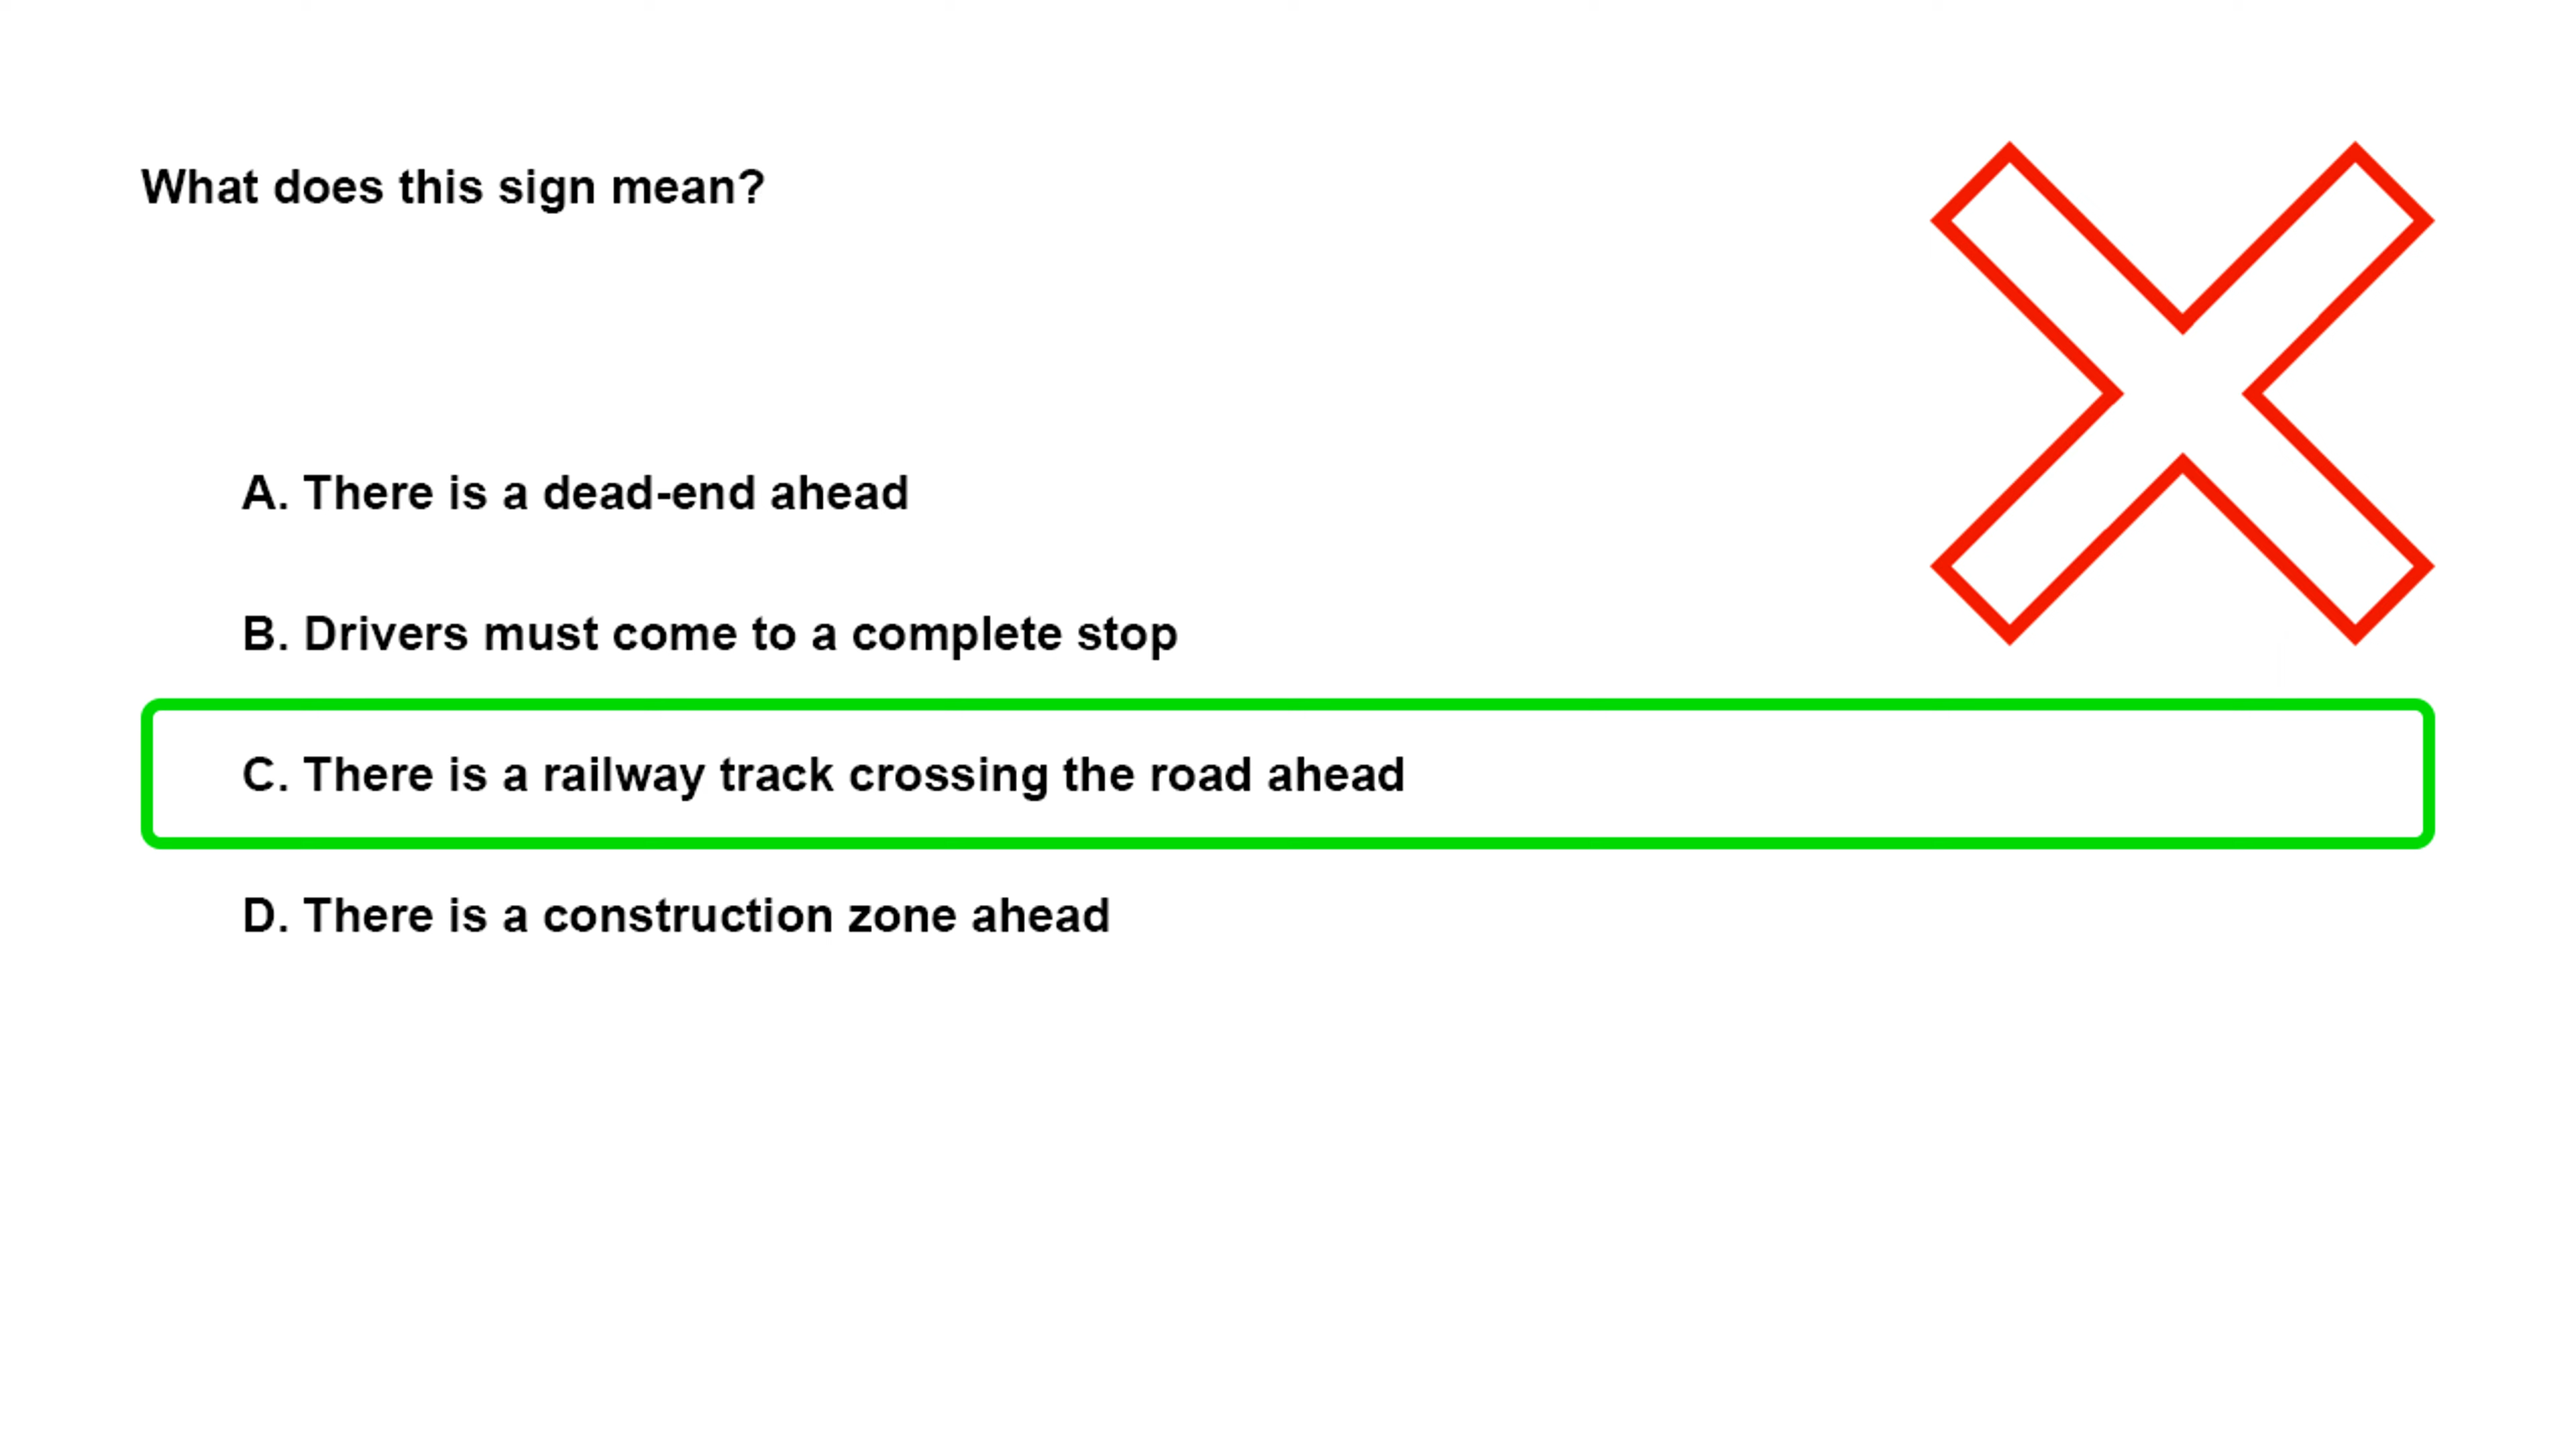 What does this sign mean?
A. There is a dead-end ahead
B. Drivers must come to a complete stop
C. There is a railway track crossing the road ahead
D. There is a construction zone ahead